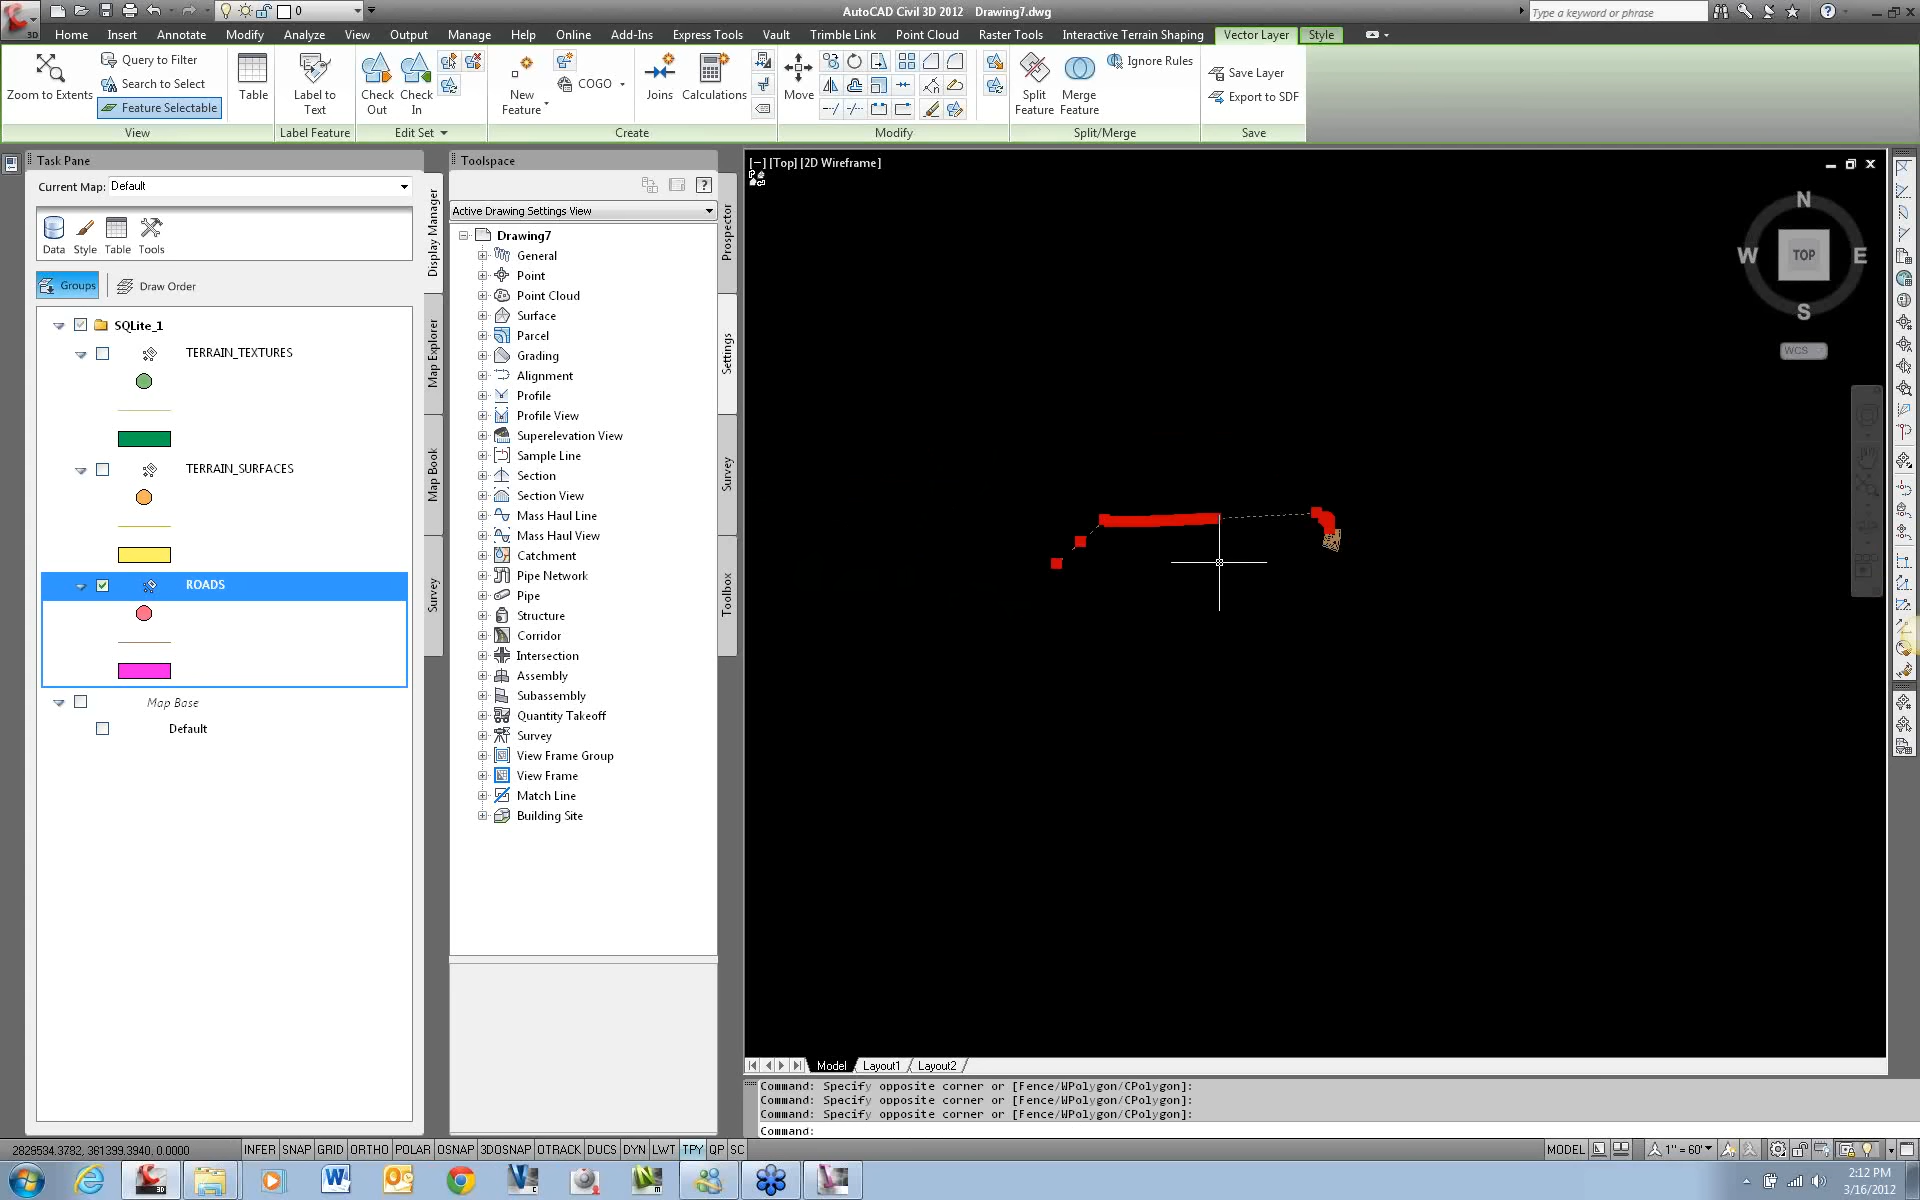 AutoCAD Civil 3D 2012 Drawing7.dwg
Type a keyword or phrase
0
3D
Home Insert Annotate Modify Analyze View Output Manage Help Online Add-Ins Express Tools Vault Trimble Link Point Cloud Raster Tools Interactive Terrain Shaping Vector Layer Style
Zoom to Extents
Query to Filter
Search to Select
Feature Selectable
Table
Label to Text
Check Out
Check In
New Feature
COGO
Joins
Calculations
Move
Split Feature
Merge Feature
Ignore Rules
Save Layer
Export to SDF
View Label Feature Edit Set Create Modify Split/Merge Save
Task Pane
Current Map: Default
Data Style Table Tools
Groups Draw Order
SQLite_1
TERRAIN_TEXTURES
TERRAIN_SURFACES
ROADS
Map Base
Default
Display Manager
Map Explorer
Map Book
Survey
Toolspace
Active Drawing Settings View
Drawing7
General
Point
Point Cloud
Surface
Parcel
Grading
Alignment
Profile
Profile View
Superelevation View
Sample Line
Section
Section View
Mass Haul Line
Mass Haul View
Catchment
Pipe Network
Pipe
Structure
Corridor
Intersection
Assembly
Subassembly
Quantity Takeoff
Survey
View Frame Group
View Frame
Match Line
Building Site
Prospector
Settings
Survey
Toolbox
[−] [Top] [2D Wireframe]
N
W TOP E
S
WCS
Model Layout1 Layout2
Command: Specify opposite corner or [Fence/WPolygon/CPolygon]:
Command: Specify opposite corner or [Fence/WPolygon/CPolygon]:
Command: Specify opposite corner or [Fence/WPolygon/CPolygon]:
Command:
2829534.3782, 361399.3940, 0.0000 INFER SNAP GRID ORTHO POLAR OSNAP 3DOSNAP OTRACK DUCS DYN LWT TPY QP SC MODEL 1" = 60'
2:12 PM
3/16/2012